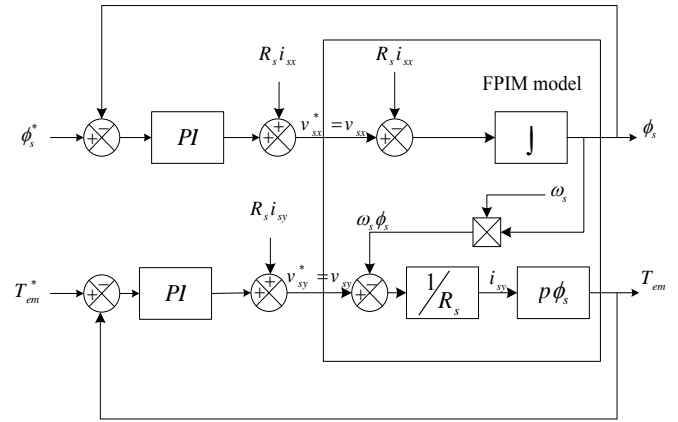 R_s i_sx
R_s i_sx
FPIM model
ϕ_s^*
+
−
PI
+
+
v_sx^* = v_sx
+
−
∫
ϕ_s
ω_s
R_s i_sy
ω_s ϕ_s
T_em^*
+
−
PI
+
+
v_sy^* = v_sy
+
−
1/R_s
i_sy
pϕ_s
T_em